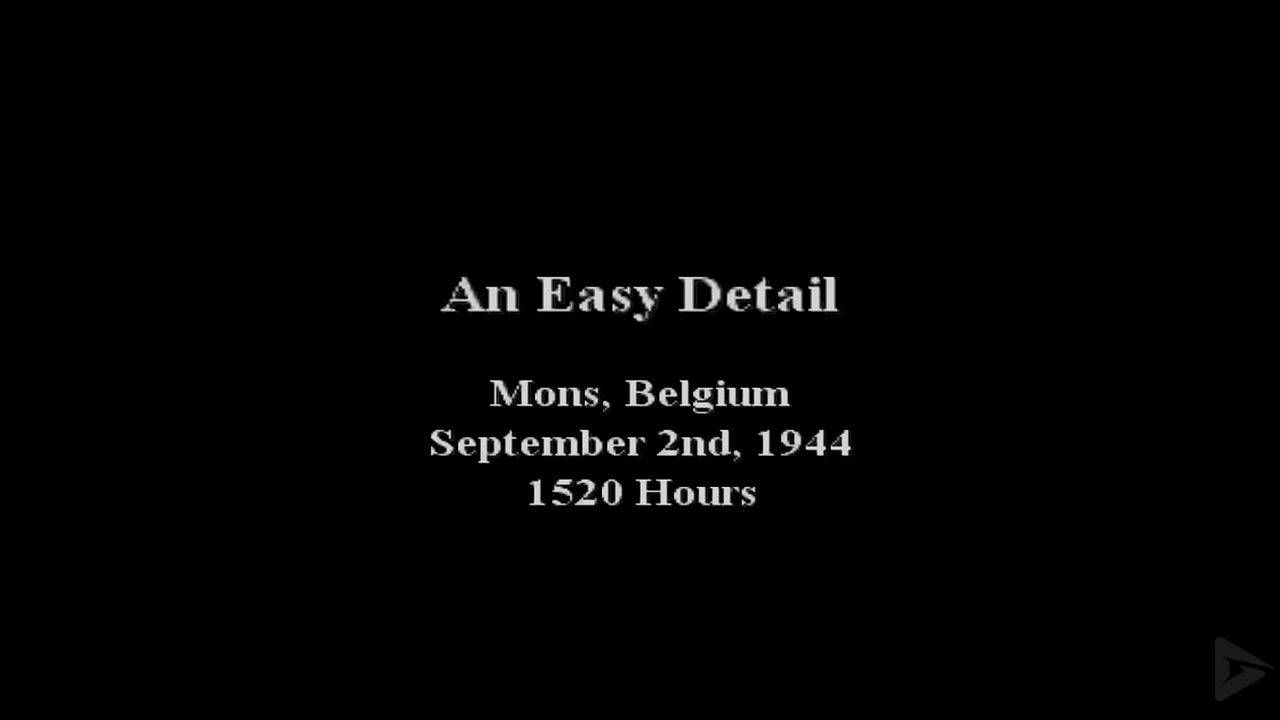 An Easy Detail
Mons, Belgium
September 2nd, 1944
1520 Hours